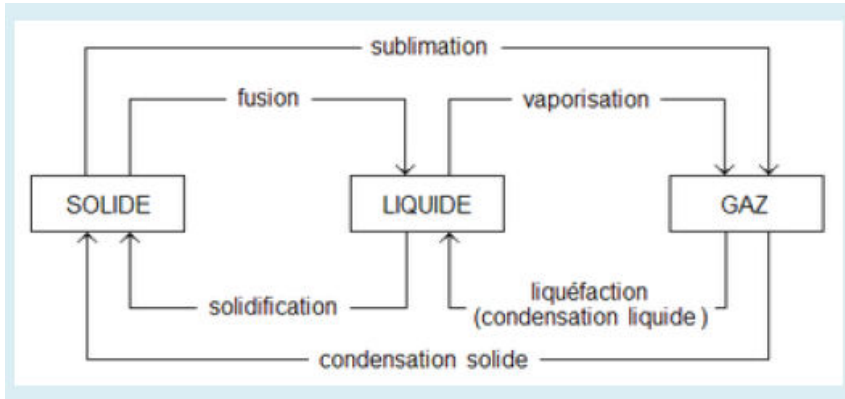 sublimation
fusion
vaporisation
SOLIDE
LIQUIDE
GAZ
solidification
liquéfaction
(condensation liquide)
condensation solide